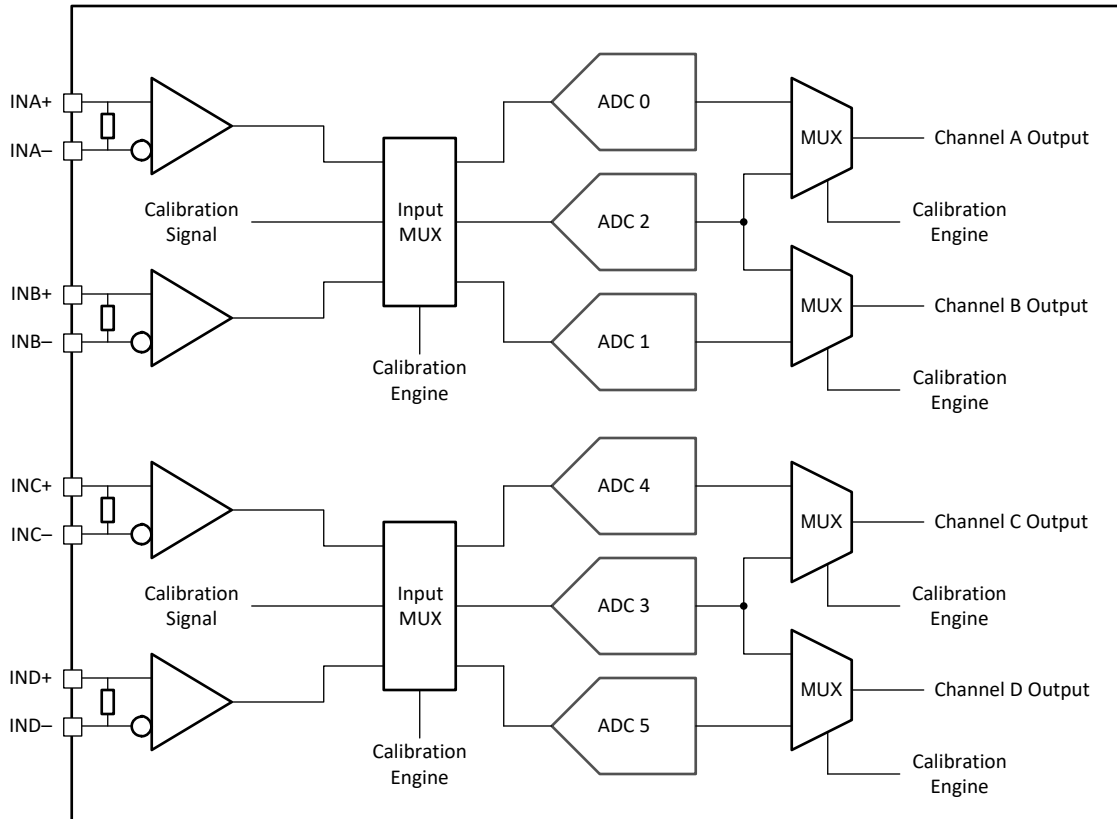 INA+
INA–
ADC 0
MUX
Channel A Output
Calibration
Signal
Input
MUX
ADC 2
Calibration
Engine
INB+
INB–
ADC 1
MUX
Channel B Output
Calibration
Engine
Calibration
Engine
INC+
INC–
ADC 4
MUX
Channel C Output
Calibration
Signal
Input
MUX
ADC 3
Calibration
Engine
IND+
IND–
ADC 5
MUX
Channel D Output
Calibration
Engine
Calibration
Engine